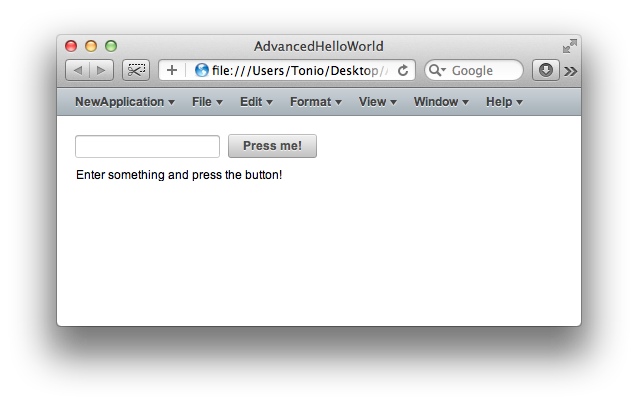 AdvancedHelloWorld
file:///Users/Tonio/Desktop/
Google
NewApplication File Edit Format View Window Help
Press me!
Enter something and press the button!